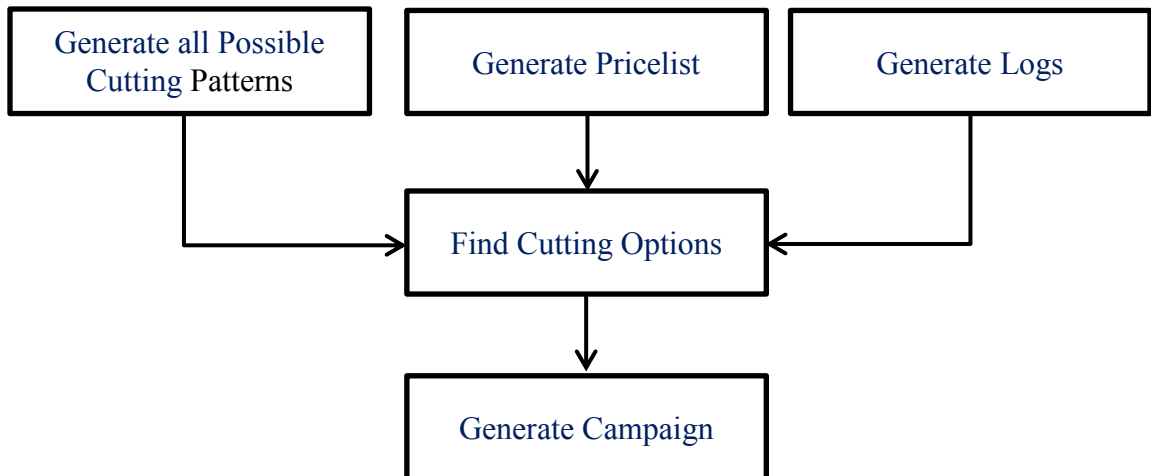 Generate all Possible
Cutting Patterns
Generate Pricelist
Generate Logs
Find Cutting Options
Generate Campaign